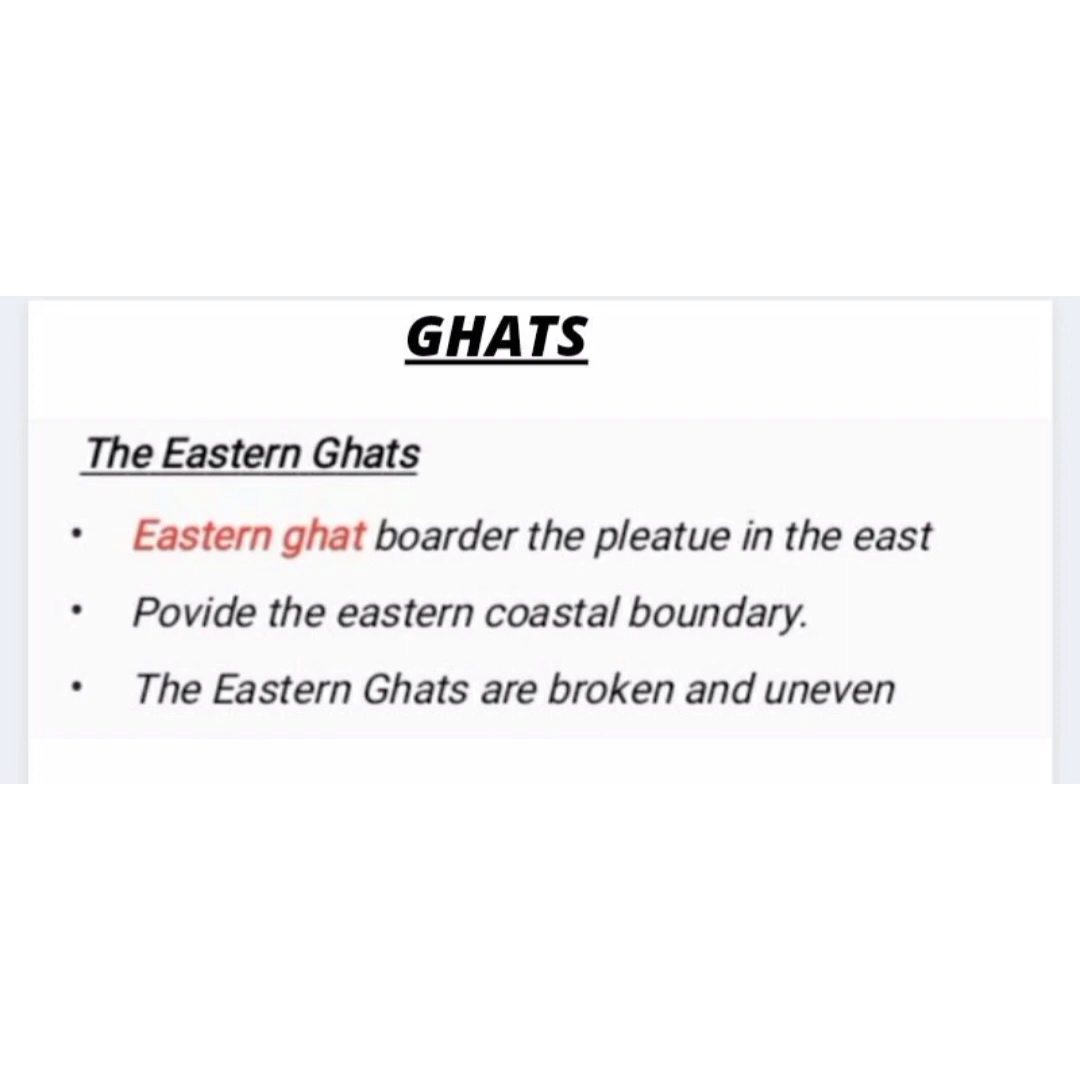 GHATS
The Eastern Ghats
• Eastern ghat boarder the pleatue in the east
• Povide the eastern coastal boundary.
• The Eastern Ghats are broken and uneven